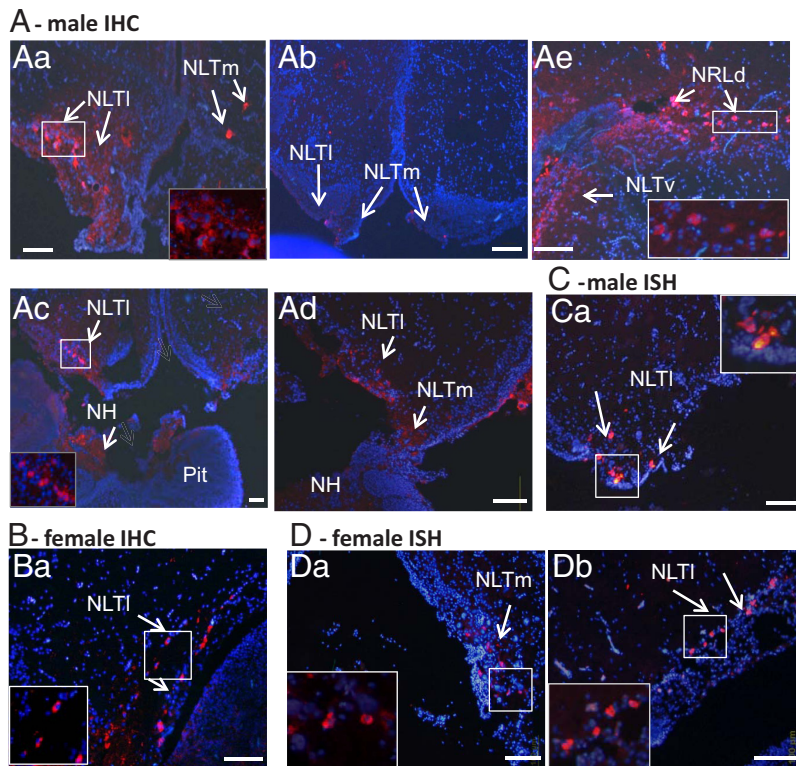 A - male IHC
Aa
NLTl
NLTm
Ab
NLTl
NLTm
Ae
NRLd
NLTv
Ac
NLTl
NH
Pit
Ad
NLTl
NLTm
NH
C -male ISH
Ca
NLTl
B - female IHC
Ba
NLTl
D - female ISH
Da
NLTm
Db
NLTl